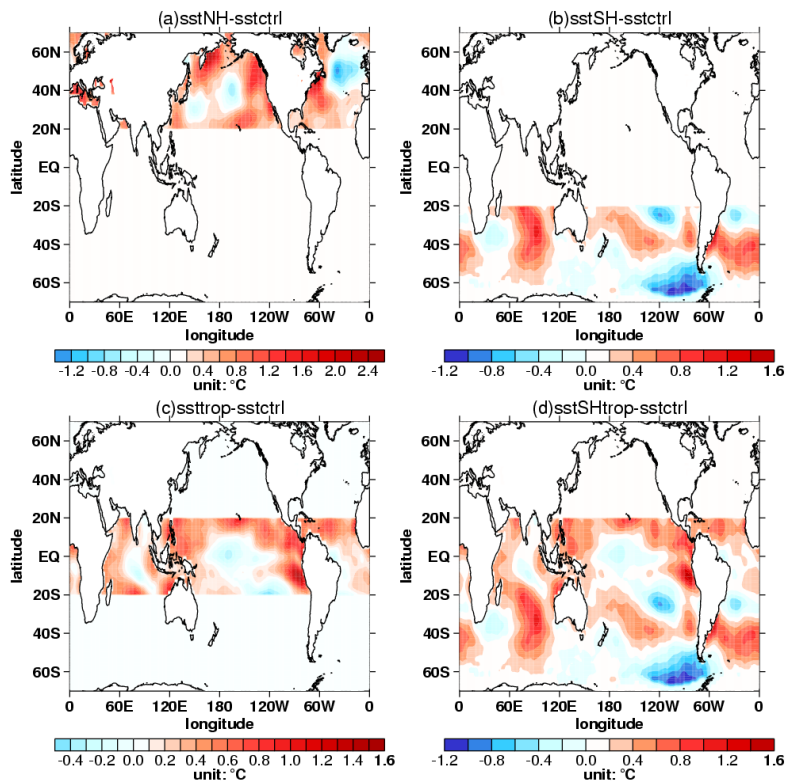 (a)sstNH-sstctrl
60N
40N
20N
EQ
20S
40S
60S
latitude
0 60E 120E 180 120W 60W 0
longitude
-1.2 -0.4 0.4 1.2 2.0 2.6
-0.8 0.0 0.8 1.6 2.4
unit: °C
(b)sstSH-sstctrl
60N
40N
20N
EQ
20S
40S
60S
latitude
0 60E 120E 180 120W 60W 0
longitude
-1.2 -0.8 -0.4 0.0 0.4 0.8 1.2 1.6
unit: °C
(c)ssttrop-sstctrl
60N
40N
20N
EQ
20S
40S
60S
latitude
0 60E 120E 180 120W 60W 0
longitude
-0.4 -0.2 0.0 0.2 0.4 0.6 0.8 1.0 1.2 1.6
unit: °C
(d)sstSHtrop-sstctrl
60N
40N
20N
EQ
20S
40S
60S
latitude
0 60E 120E 180 120W 60W 0
longitude
-1.2 -0.8 -0.4 0.0 0.4 0.8 1.2 1.6
unit: °C